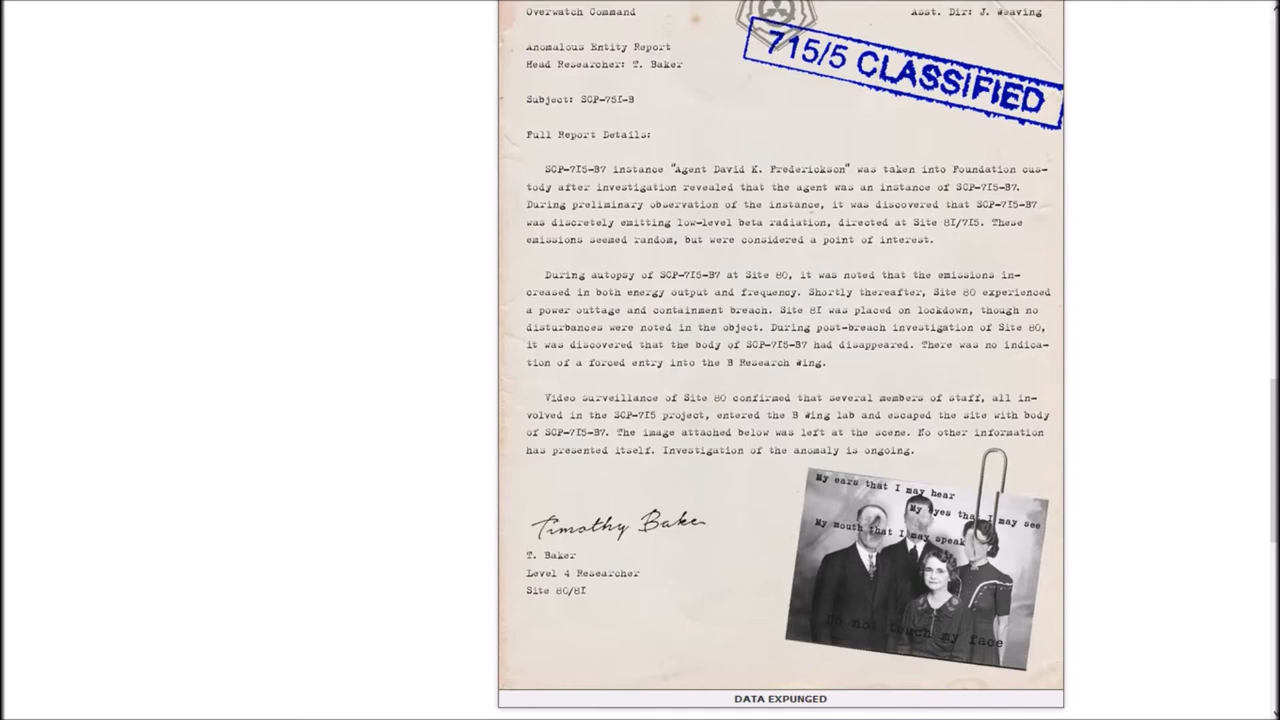 Overwatch Command
Asst. Dir: J. Weaving
715/5 CLASSIFIED
Anomalous Entity Report
Head Researcher: T. Baker
Subject: SCP-751-B
Full Report Details:
SCP-715-B7 instance "Agent David K. Frederickson" was taken into Foundation cus-
tody after investigation revealed that the agent was an instance of SCP-715-B7.
During preliminary observation of the instance, it was discovered that SCP-715-B7
was discretely emitting low-level beta radiation, directed at Site 81/715. These
emissions seemed random, but were considered a point of interest.
During autopsy of SCP-715-B7 at Site 80, it was noted that the emissions in-
creased in both energy output and frequency. Shortly thereafter, Site 80 experienced
a power outtage and containment breach. Site 81 was placed on lockdown, though no
disturbances were noted in the object. During post-breach investigation of Site 80,
it was discovered that the body of SCP-715-B7 had disappeared. There was no indica-
tion of a forced entry into the B Research Wing.
Video surveillance of Site 80 confirmed that several members of staff, all in-
volved in the SCP-715 project, entered the B Wing lab and escaped the site with body
of SCP-715-B7. The image attached below was left at the scene. No other information
has presented itself. Investigation of the anomaly is ongoing.
Timothy Baker
T. Baker
Level 4 Researcher
Site 80/81
My ears that I may hear
My eyes that I may see
My mouth that I may speak
Do not touch my face
DATA EXPUNGED